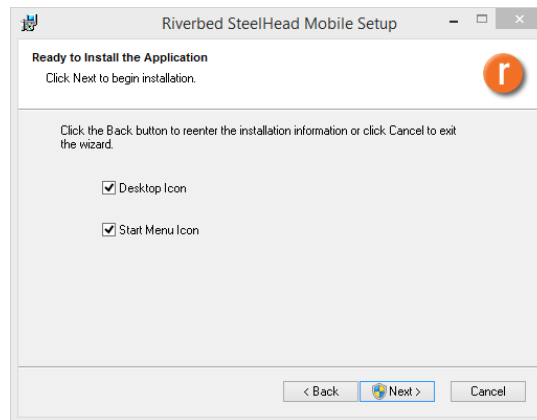 Riverbed SteelHead Mobile Setup
Ready to Install the Application
Click Next to begin installation.
r
Click the Back button to reenter the installation information or click Cancel to exit
the wizard.
Desktop Icon
Start Menu Icon
< Back
Next >
Cancel